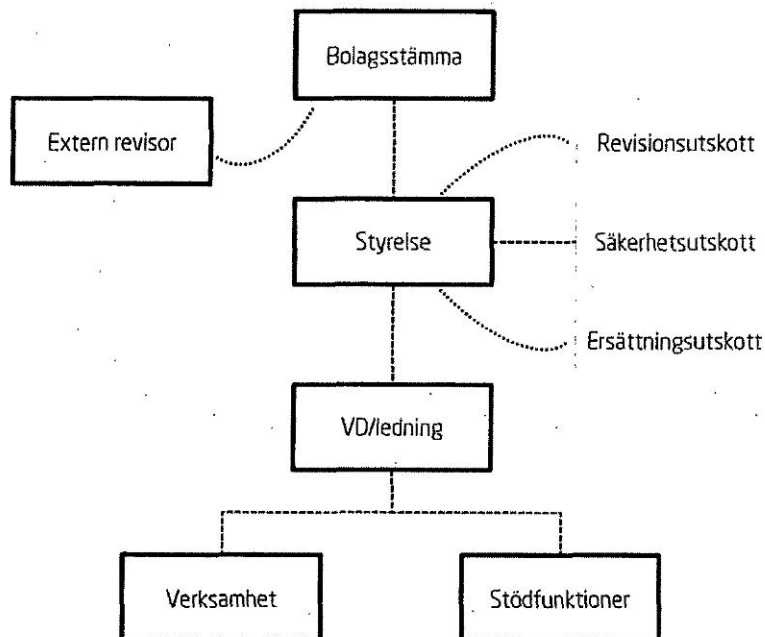 Bolagsstämma
Extern revisor
Revisionsutskott
Styrelse
Säkerhetsutskott
Ersättningsutskott
VD/ledning
Verksamhet
Stödfunktioner